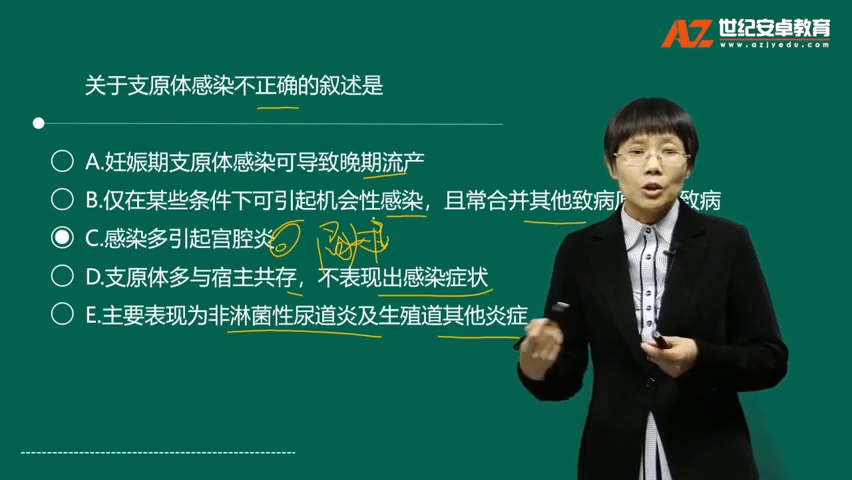 AZ 世纪安卓教育
www.azjyedu.com
关于支原体感染不正确的叙述是
A.妊娠期支原体感染可导致晚期流产
B.仅在某些条件下可引起机会性感染，且常合并其他致病原 致病
C.感染多引起宫腔炎
D.支原体多与宿主共存，不表现出感染症状
E.主要表现为非淋菌性尿道炎及生殖道其他炎症